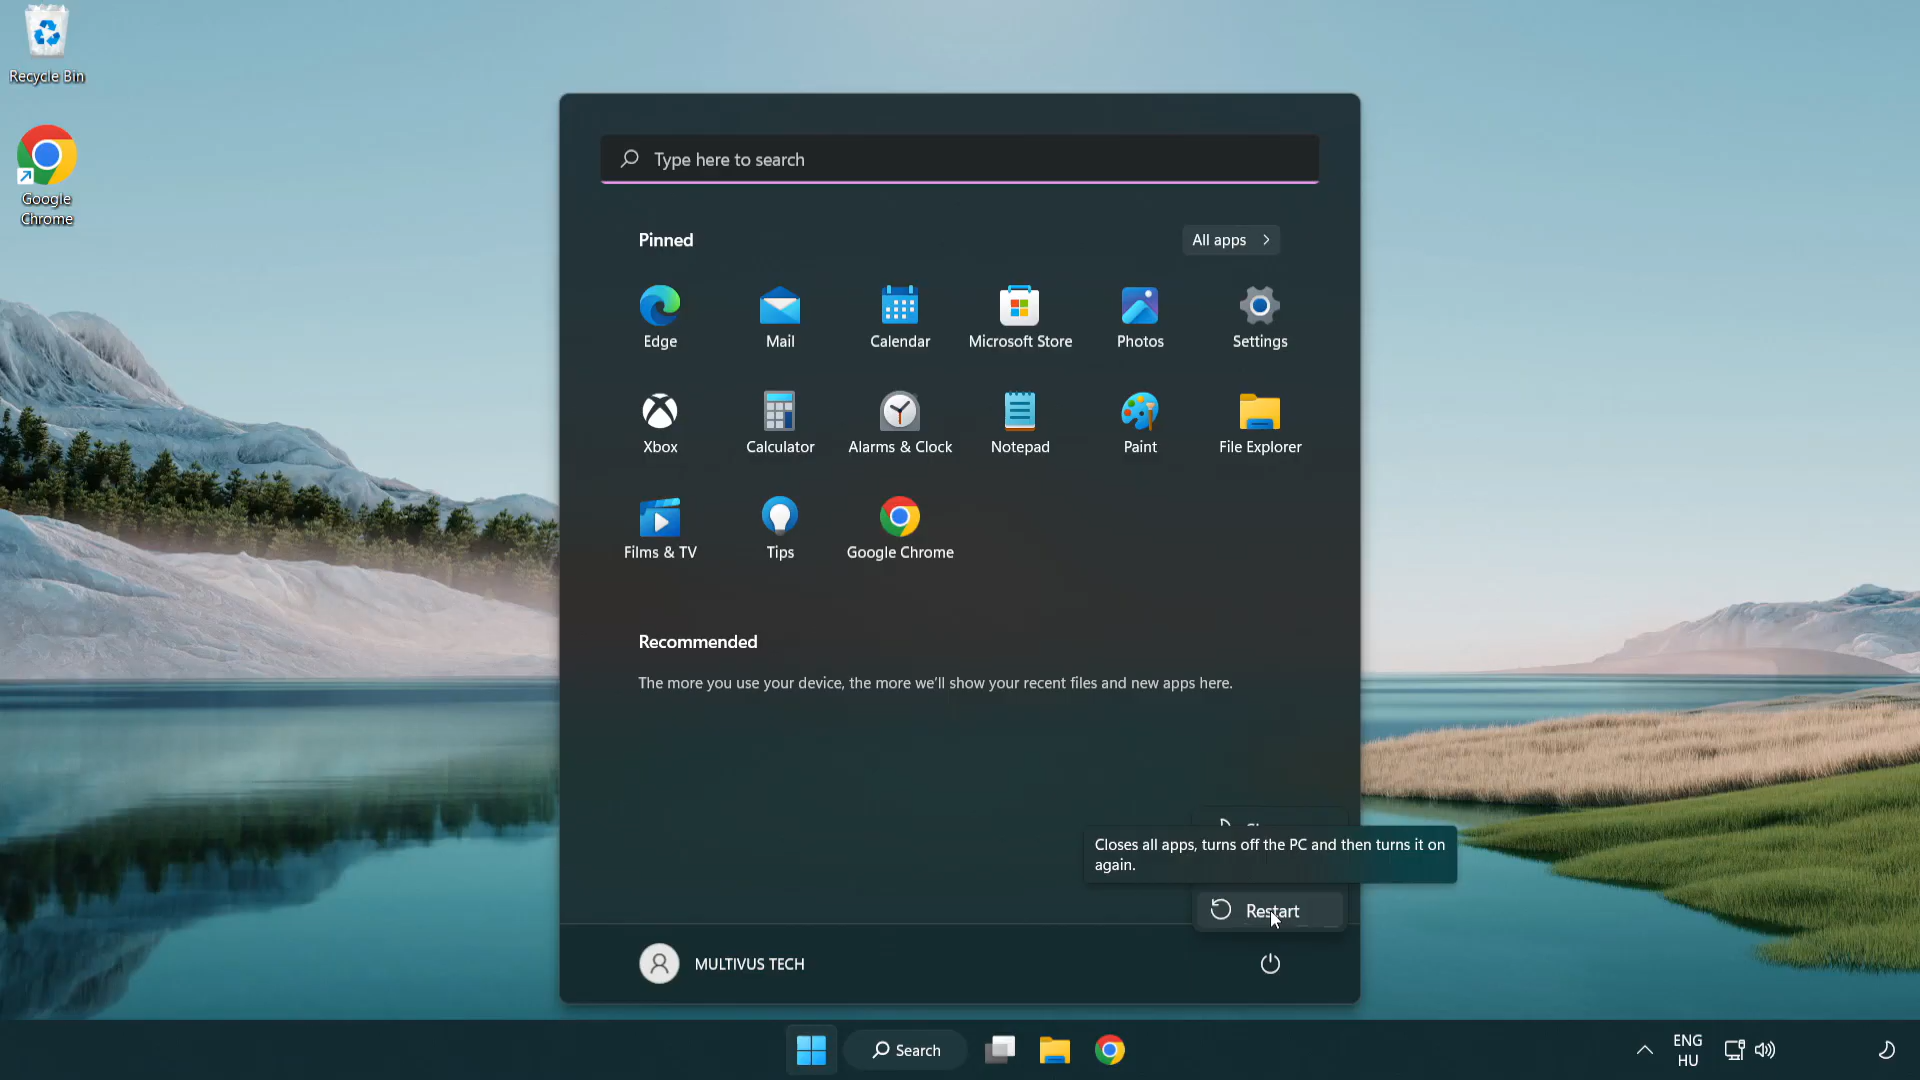 Recycle Bin
Google
Chrome
Type here to search
Pinned
All apps
Edge
Mail
Calendar
Microsoft Store
Photos
Settings
Xbox
Calculator
Alarms & Clock
Notepad
Paint
File Explorer
Films & TV
Tips
Google Chrome
Recommended
The more you use your device, the more we'll show your recent files and new apps here.
Closes all apps, turns off the PC and then turns it on
again.
Restart
MULTIVUS TECH
Search
ENG
HU